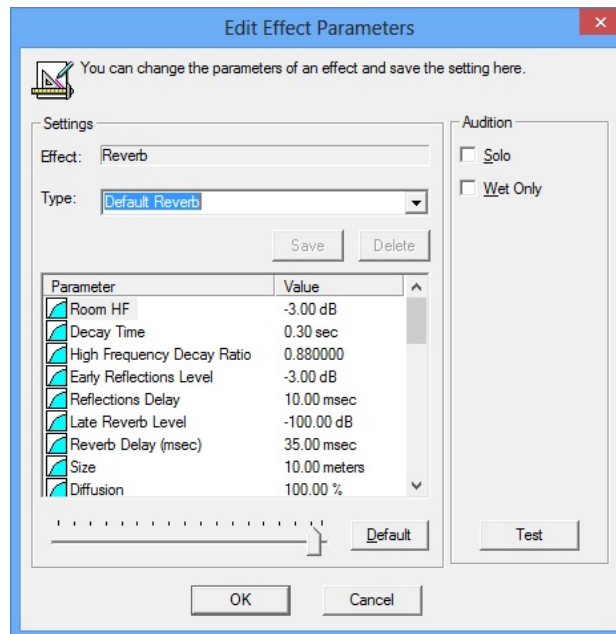 Edit Effect Parameters
You can change the parameters of an effect and save the setting here.
Settings
Effect: Reverb
Type: Default Reverb
Save Delete
Parameter Value
Room HF -3.00 dB
Decay Time 0.30 sec
High Frequency Decay Ratio 0.880000
Early Reflections Level -3.00 dB
Reflections Delay 10.00 msec
Late Reverb Level -100.00 dB
Reverb Delay (msec) 35.00 msec
Size 10.00 meters
Diffusion 100.00 %
Default
Audition
Solo
Wet Only
Test
OK Cancel